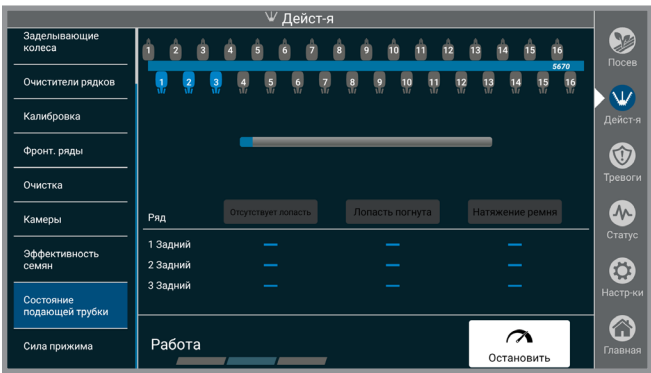 Дейст-я
Заделывающие
колеса
Очистители рядков
Калибровка
Фронт. ряды
Очистка
Камеры
Эффективность
семян
Состояние
подающей трубки
Сила прижима
1 2 3 4 5 6 7 8 9 10 11 12 13 14 15 16
5670
1 2 3 4 5 6 7 8 9 10 11 12 13 14 15 16
Ряд Отсутствует лопасть Лопасть погнута Натяжение ремня
1 Задний — — —
2 Задний — — —
3 Задний — — —
Работа
Остановить
Посев
Дейст-я
Тревоги
Статус
Настр-ки
Главная